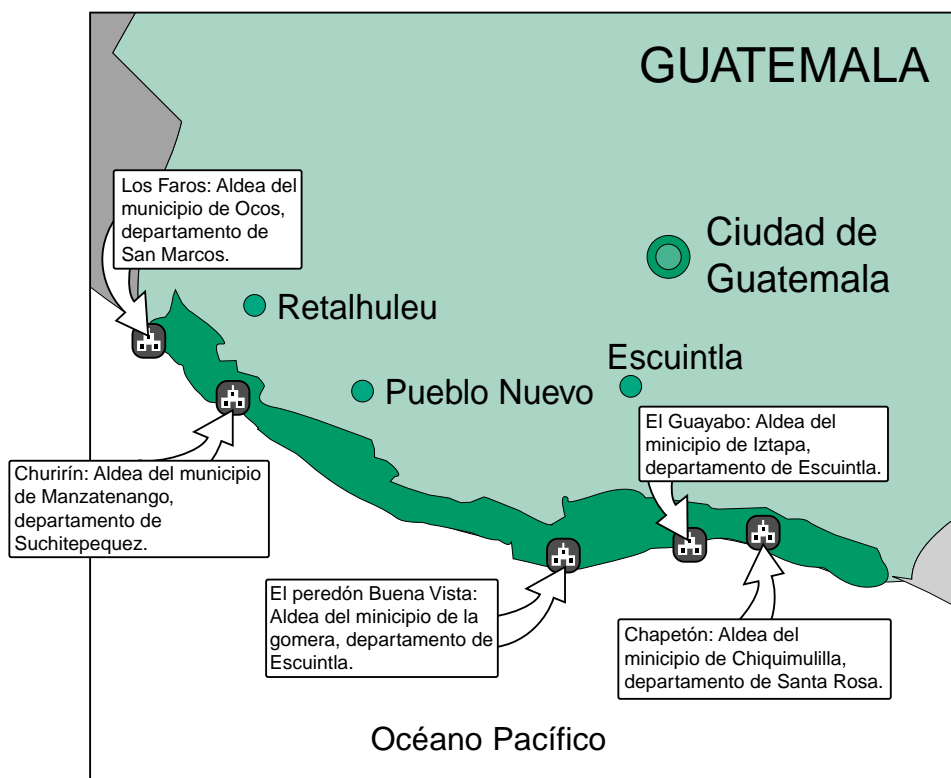 GUATEMALA
Los Faros: Aldea del
municipio de Ocos,
departamento de
San Marcos.
Ciudad de
Guatemala
Retalhuleu
Escuintla
Pueblo Nuevo
El Guayabo: Aldea del
minicipio de Iztapa,
departamento de Escuintla.
Churirín: Aldea del municipio
de Manzatenango,
departamento de
Suchitepequez.
El peredón Buena Vista:
Aldea del minicipio de la
gomera, departamento de
Escuintla.
Chapetón: Aldea del
minicipio de Chiquimulilla,
departamento de Santa Rosa.
Océano Pacífico